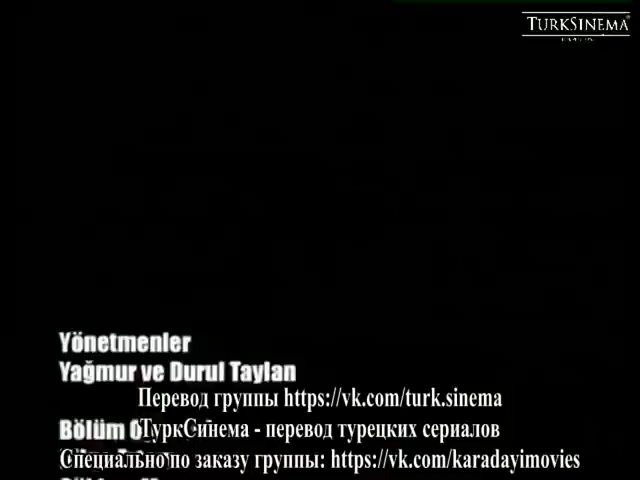 TURKSINEMA
Yönetmenler
Yağmur ve Durul Taylan
Перевод группы https://vk.com/turk.sinema
Bölüm
ТуркСинема - перевод турецких сериалов
Специально по заказу группы: https://vk.com/karadayimovies